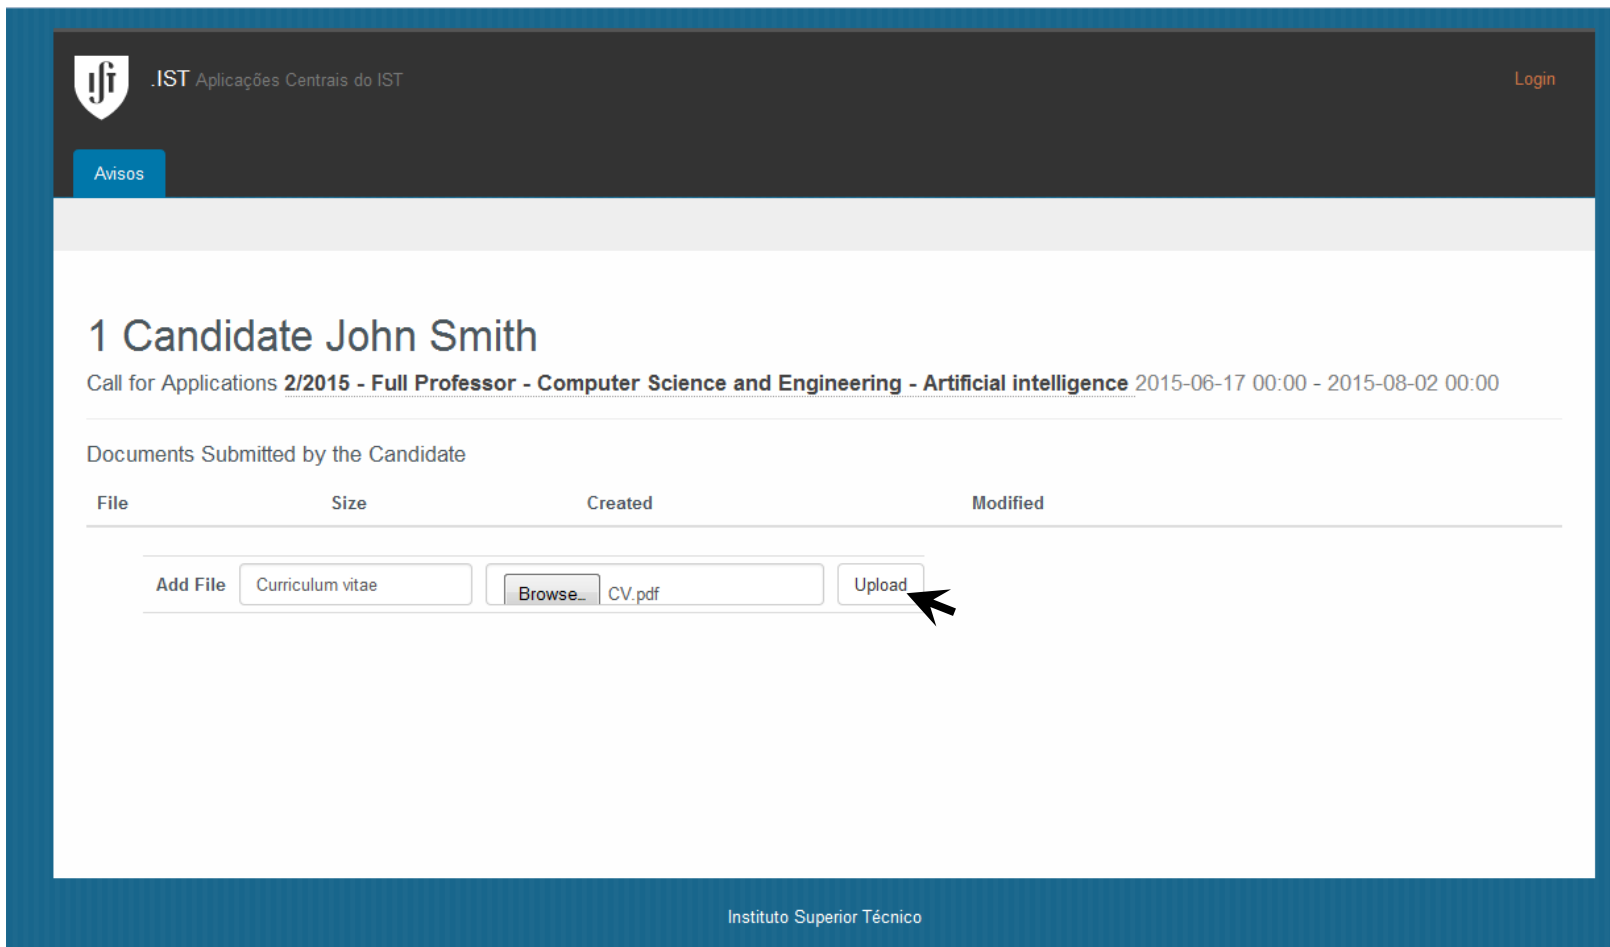 .IST Aplicações Centrais do IST
Login
Avisos
1 Candidate John Smith
Call for Applications 2/2015 - Full Professor - Computer Science and Engineering - Artificial intelligence 2015-06-17 00:00 - 2015-08-02 00:00
Documents Submitted by the Candidate
File Size Created Modified
Add File Curriculum vitae Browse_ CV.pdf Upload
Instituto Superior Técnico